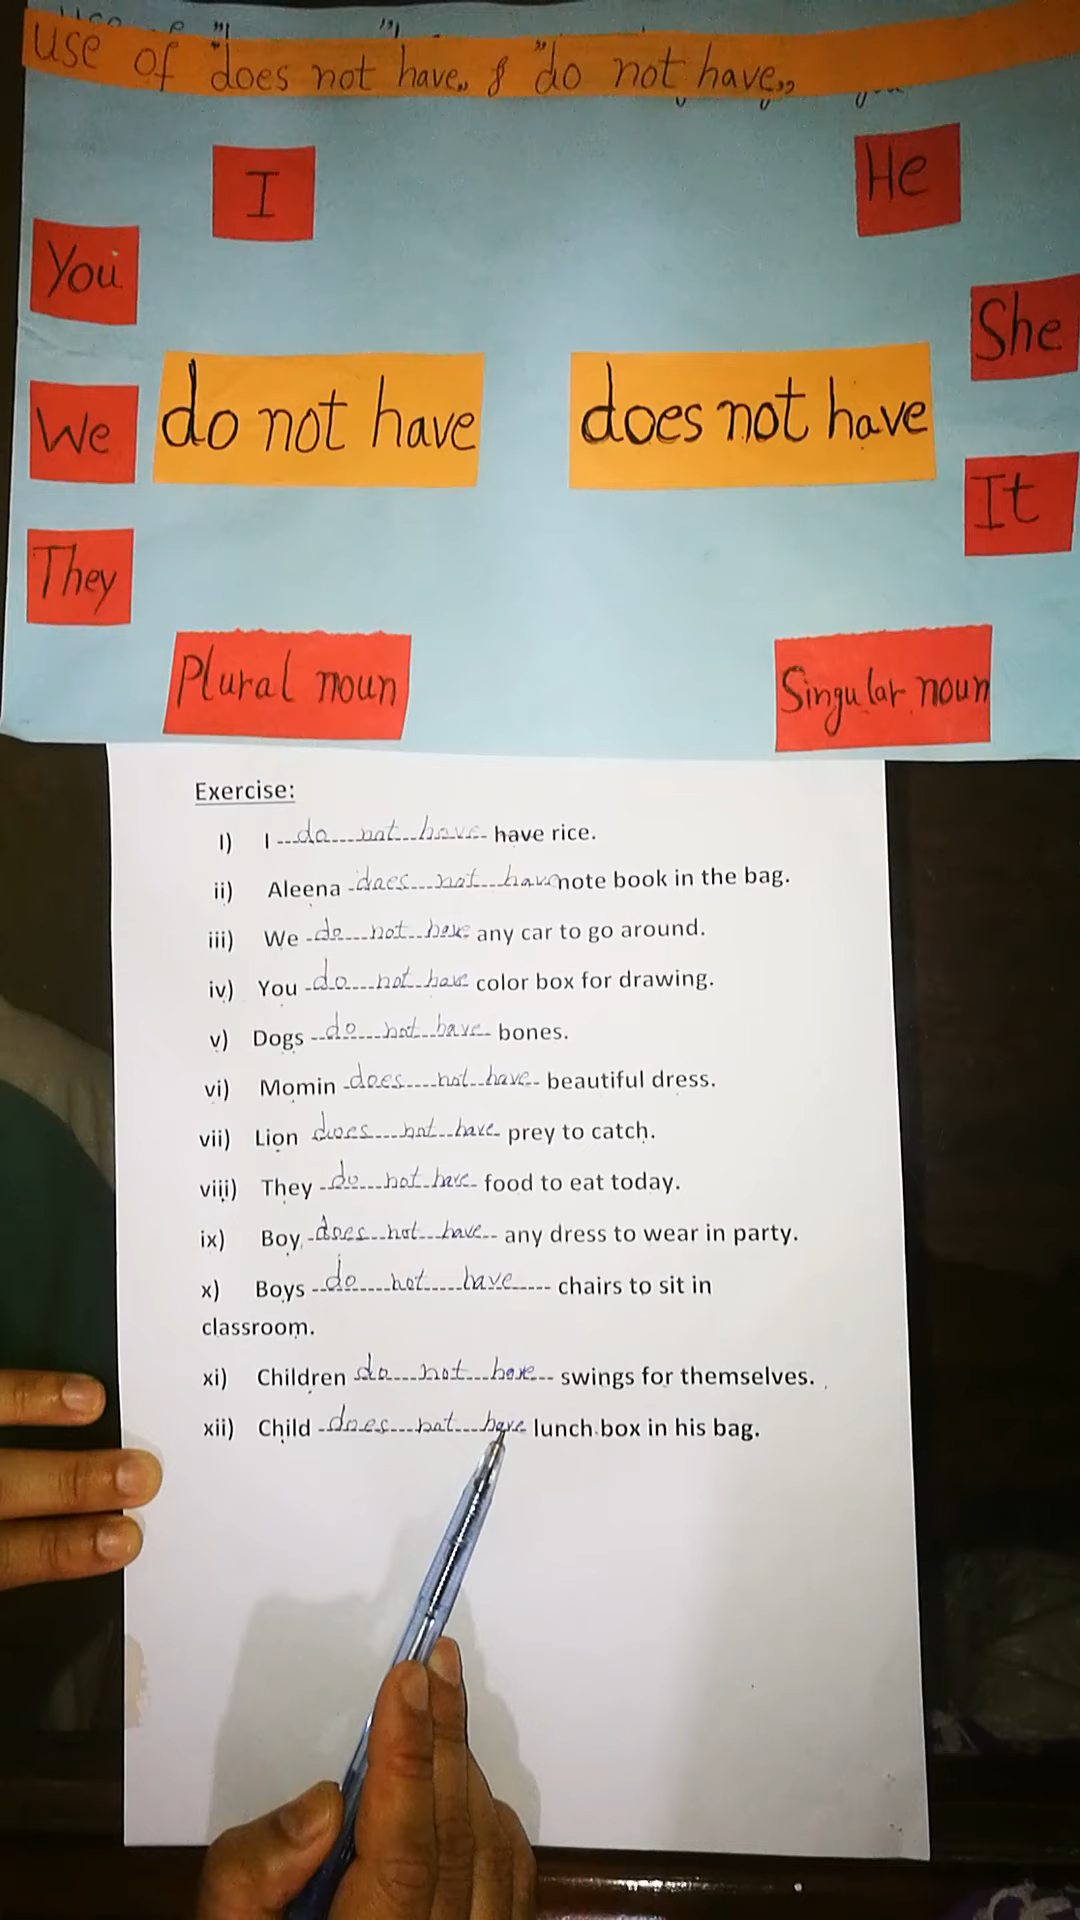 use of "does not have" & "do not have"
I
He
You
She
do not have
does not have
We
It
They
Plural noun
Singular noun
Exercise:
I) I do not have have rice.
ii) Aleena does not have note book in the bag.
iii) We do not have any car to go around.
iv) You do not have color box for drawing.
v) Dogs do not have bones.
vi) Momin does not have beautiful dress.
vii) Lion does not have prey to catch.
viii) They do not have food to eat today.
ix) Boy does not have any dress to wear in party.
x) Boys do not have chairs to sit in
classroom.
xi) Children do not have swings for themselves.
xii) Child does not have lunch box in his bag.